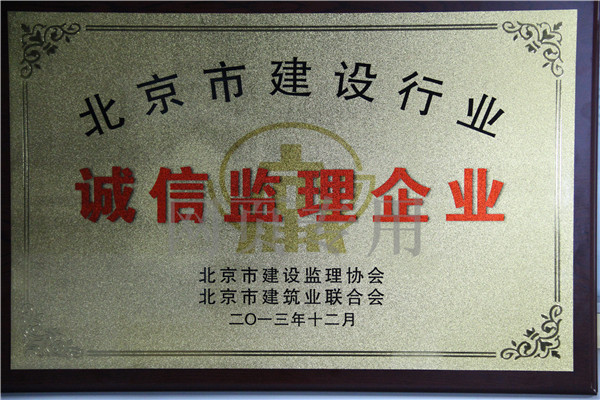 北京市建设行业
诚信监理企业
北京市建设监理协会
北京市建筑业联合会
二〇一三年十二月